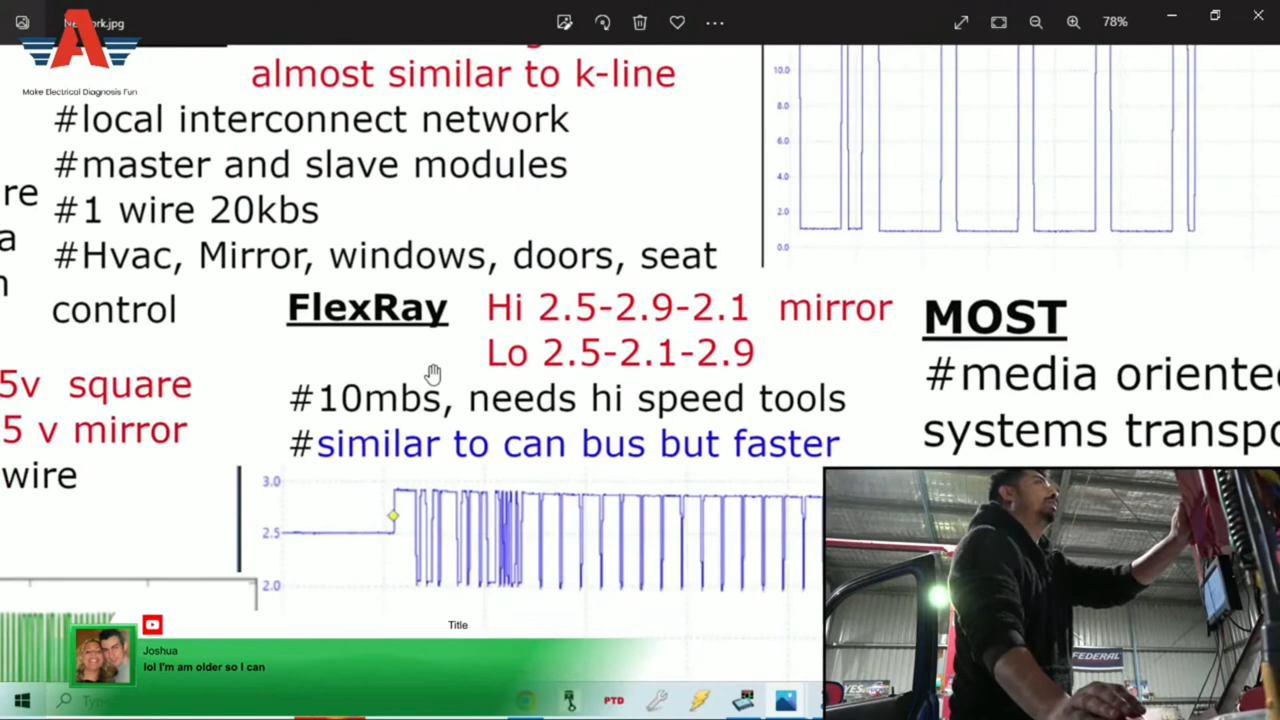 Network.jpg
78%
A
Make Electrical Diagnosis Fun
almost similar to k-line
#local interconnect network
#master and slave modules
#1 wire 20kbs
#Hvac, Mirror, windows, doors, seat
control
re
a
5v square
5 v mirror
wire
FlexRay
Hi 2.5-2.9-2.1 mirror
Lo 2.5-2.1-2.9
#10mbs, needs hi speed tools
#similar to can bus but faster
3.0
2.5
2.0
10.0
8.0
6.0
4.0
2.0
0.0
MOST
#media oriente
systems transpo
FEDERAL
Title
Joshua
lol I'm am older so I can
PTD